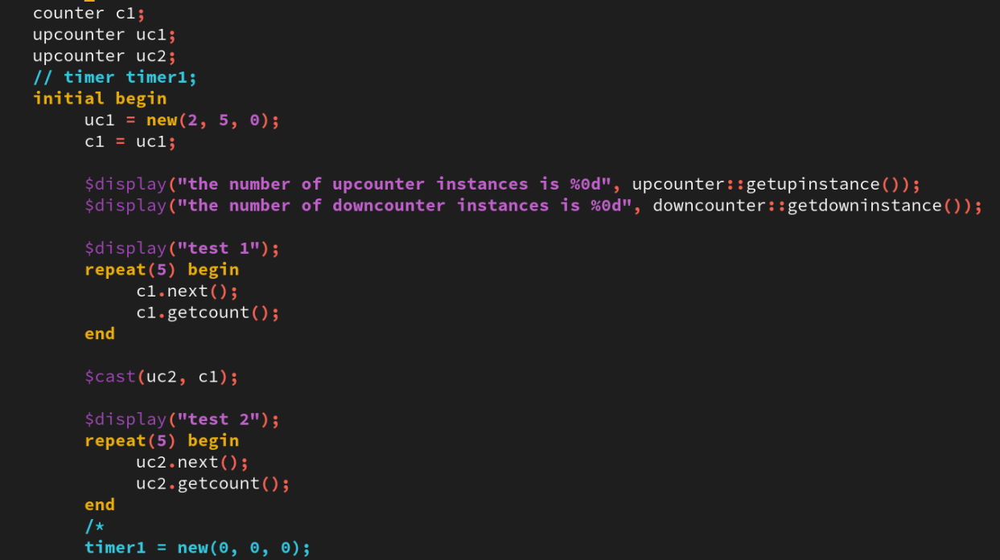 counter c1;
upcounter uc1;
upcounter uc2;
// timer timer1;
initial begin
uc1 = new(2, 5, 0);
c1 = uc1;
$display("the number of upcounter instances is %0d", upcounter::getupinstance());
$display("the number of downcounter instances is %0d", downcounter::getdowninstance());
$display("test 1");
repeat(5) begin
c1.next();
c1.getcount();
end
$cast(uc2, c1);
$display("test 2");
repeat(5) begin
uc2.next();
uc2.getcount();
end
/*
timer1 = new(0, 0, 0);